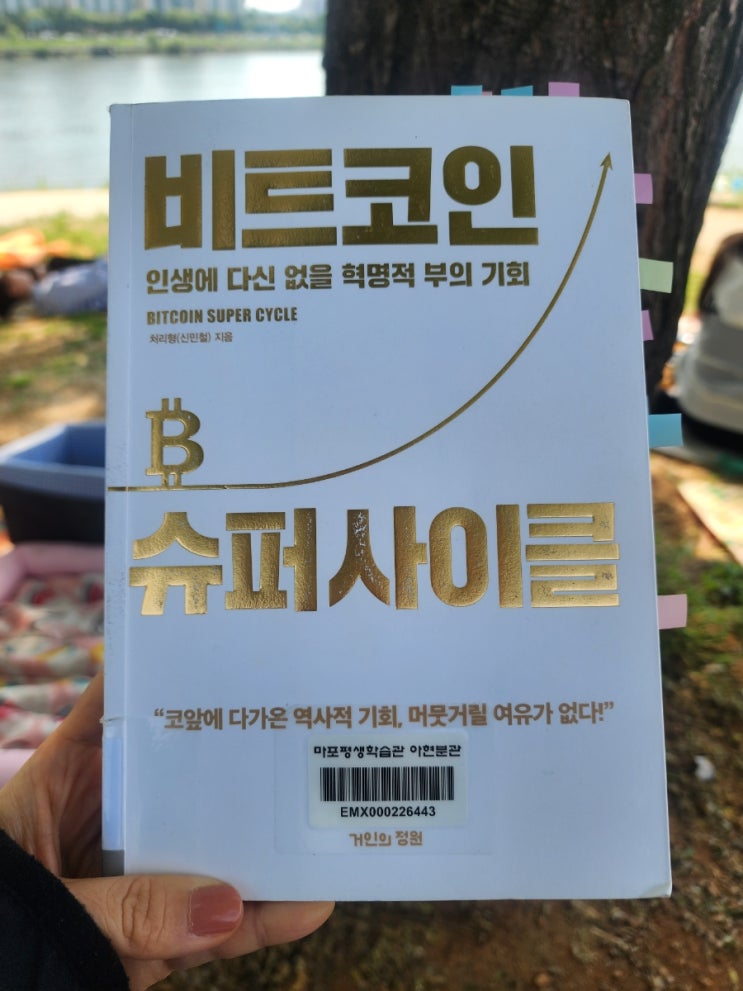 비트코인
인생에 다신 없을 혁명적 부의 기회
BITCOIN SUPER CYCLE
처리형(신민철) 지음
슈퍼사이클
“코앞에 다가온 역사적 기회, 머뭇거릴 여유가 없다!”
마포평생학습관 아현분관
EMX000226443
거인의 정원